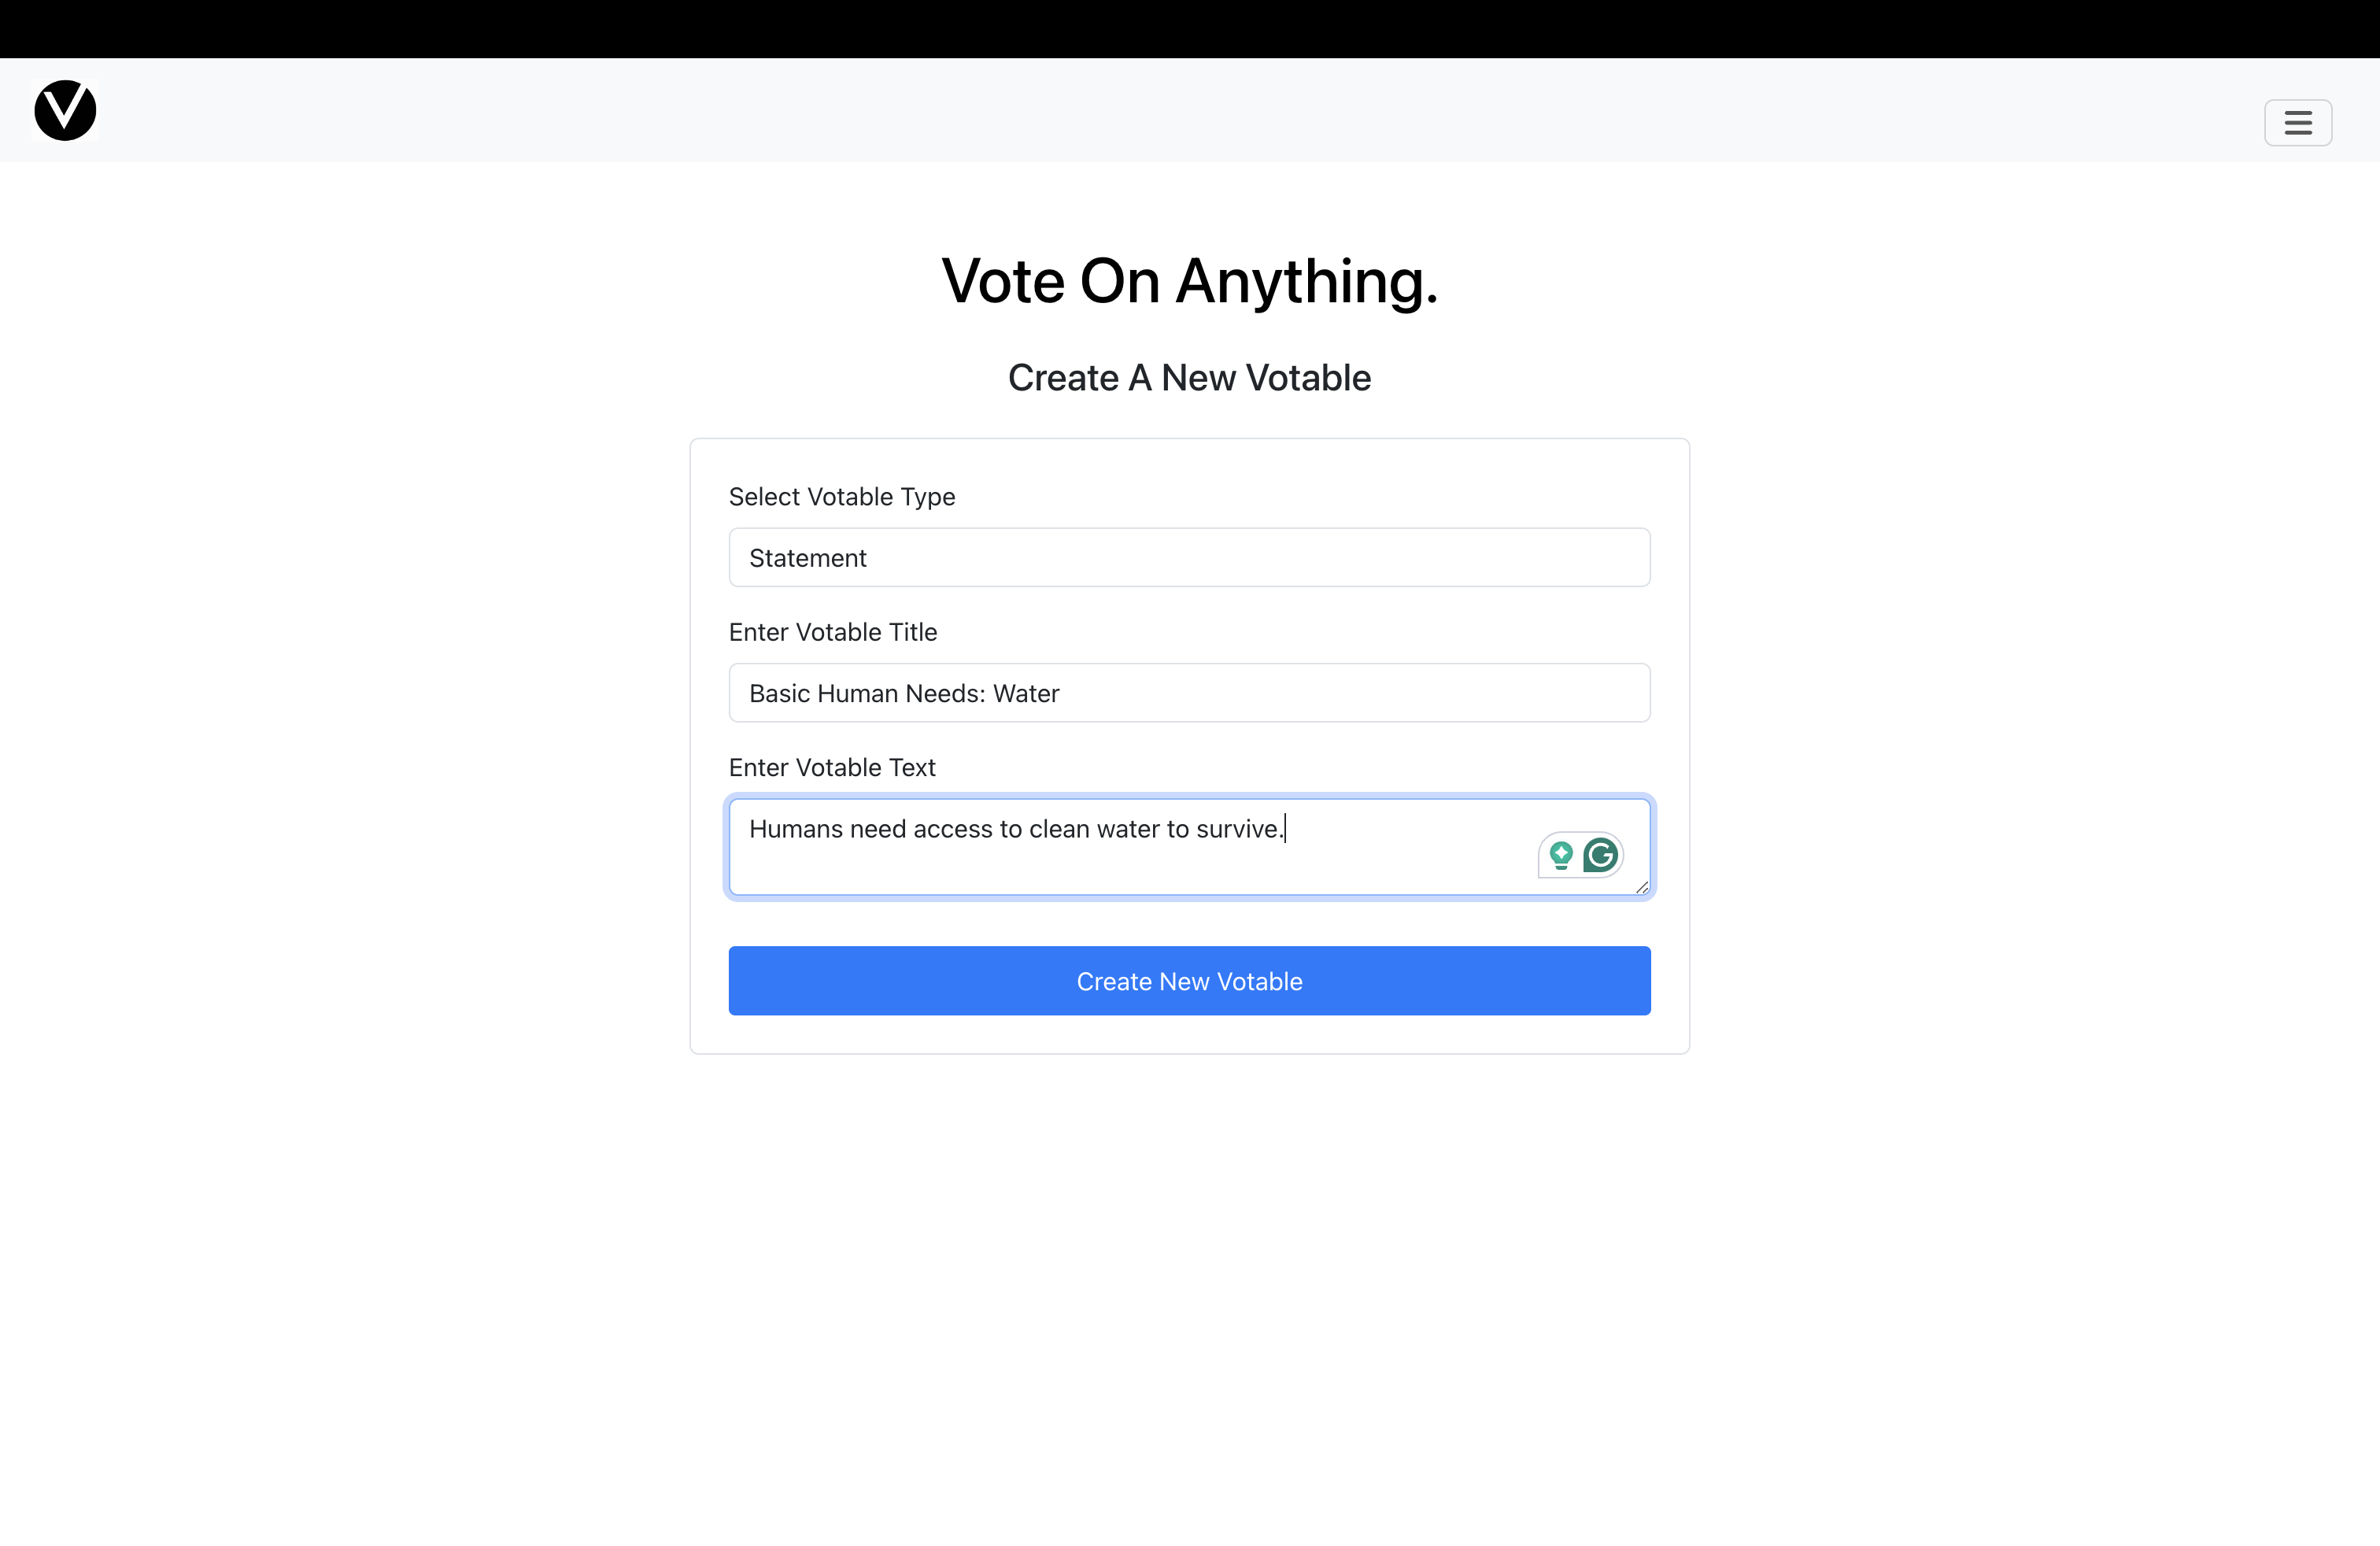 V
Vote On Anything.
Create A New Votable
Select Votable Type
Statement
Enter Votable Title
Basic Human Needs: Water
Enter Votable Text
Humans need access to clean water to survive.
G
Create New Votable